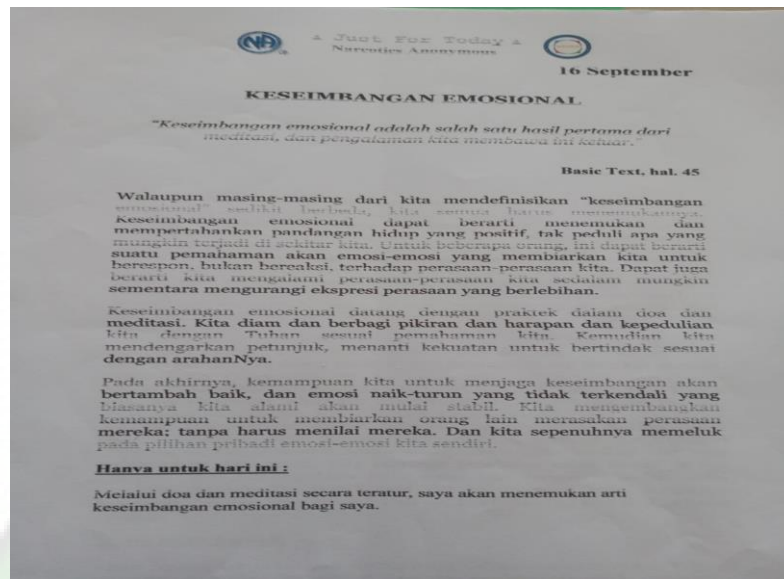 NA
Just For Today
Narcotics Anonymous
16 September
KESEIMBANGAN EMOSIONAL
"Keseimbangan emosional adalah salah satu hasil pertama dari
meditasi, dan pengalaman kita membawa ini keluar."
Basic Text, hal. 45
Walaupun masing-masing dari kita mendefinisikan "keseimbangan
emosional" sedikit berbeda, kita semua harus menemukannya.
Keseimbangan emosional dapat berarti menemukan dan
mempertahankan pandangan hidup yang positif, tak peduli apa yang
mungkin terjadi di sekitar kita. Untuk beberapa orang, ini dapat berarti
suatu pemahaman akan emosi-emosi yang membiarkan kita untuk
berespon, bukan bereaksi, terhadap perasaan-perasaan kita. Dapat juga
berarti kita mengalami perasaan-perasaan kita sedalam mungkin
sementara mengurangi ekspresi perasaan yang berlebihan.
Keseimbangan emosional datang dengan praktek dalam doa dan
meditasi. Kita diam dan berbagi pikiran dan harapan dan kepedulian
kita dengan Tuhan sesuai pemahaman kita. Kemudian kita
mendengarkan petunjuk, menanti kekuatan untuk bertindak sesuai
dengan arahanNya.
Pada akhirnya, kemampuan kita untuk menjaga keseimbangan akan
bertambah baik, dan emosi naik-turun yang tidak terkendali yang
biasanya kita alami akan mulai stabil. Kita mengembangkan
kemampuan untuk membiarkan orang lain merasakan perasaan
mereka; tanpa harus menilai mereka. Dan kita sepenuhnya memeluk
pada pilihan pribadi emosi-emosi kita sendiri.
Hanya untuk hari ini :
Melalui doa dan meditasi secara teratur, saya akan menemukan arti
keseimbangan emosional bagi saya.